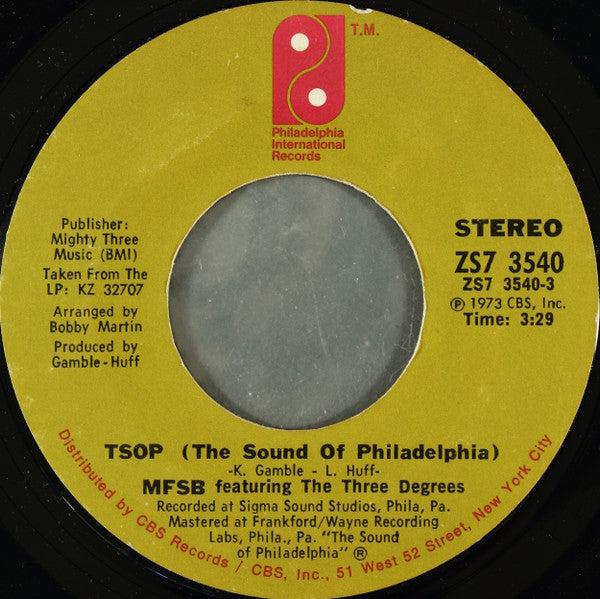 T.M.
Philadelphia
International
Records
Publisher:
Mighty Three
Music (BMI)
Taken From The
LP: KZ 32707
Arranged by
Bobby Martin
Produced by
Gamble-Huff
STEREO
ZS7 3540
ZS7 3540-3
℗ 1973 CBS, Inc.
Time: 3:29
TSOP (The Sound Of Philadelphia)
-K. Gamble - L. Huff-
MFSB featuring The Three Degrees
Recorded at Sigma Sound Studios, Phila, Pa.
Mastered at Frankford/Wayne Recording
Labs, Phila., Pa. "The Sound
of Philadelphia" ®
Distributed by CBS Records / CBS, Inc., 51 West 52 Street, New York City